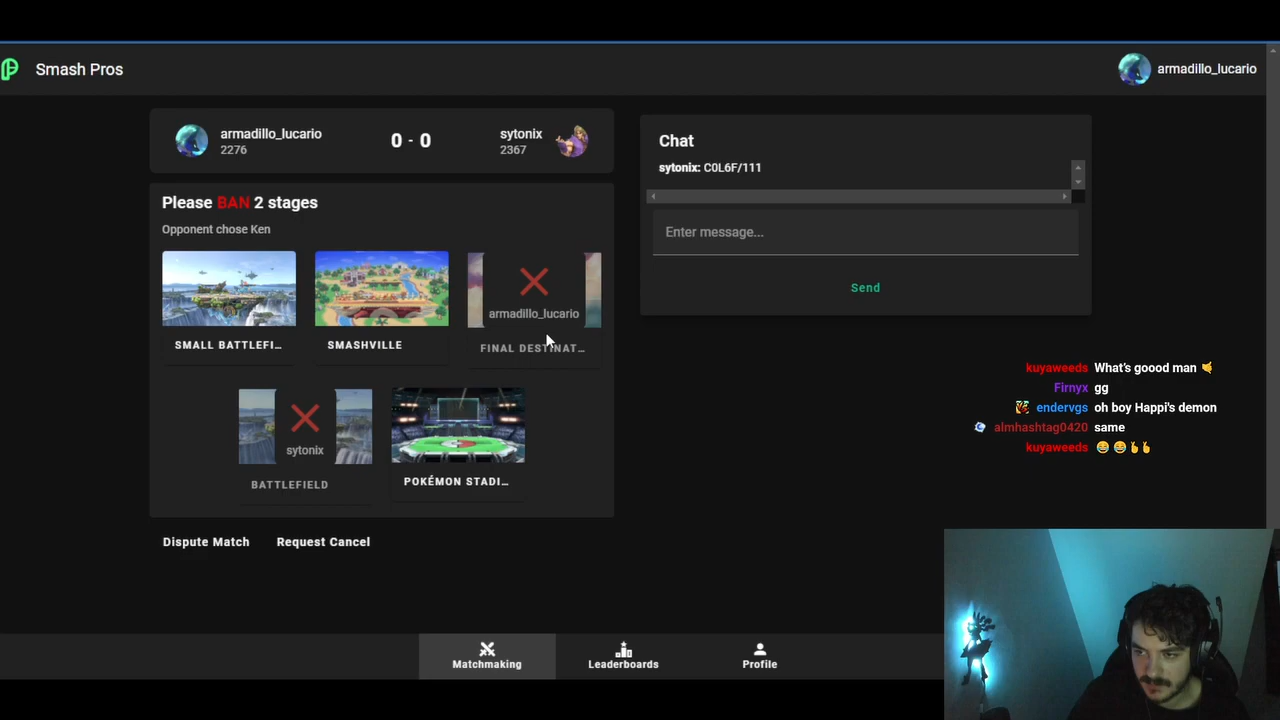 Smash Pros
armadillo_lucario
armadillo_lucario
2276
0 - 0
sytonix
2367
Please BAN 2 stages
Opponent chose Ken
SMALL BATTLEFI...
SMASHVILLE
armadillo_lucario
FINAL DESTINAT...
sytonix
BATTLEFIELD
POKÉMON STADI...
Dispute Match
Request Cancel
Chat
sytonix: C0L6F/111
Enter message...
Send
kuyaweeds What's goood man 🤙
Firnyx gg
endervgs oh boy Happi's demon
almhashtag0420 same
kuyaweeds 😂😂🫰🫰
Matchmaking
Leaderboards
Profile